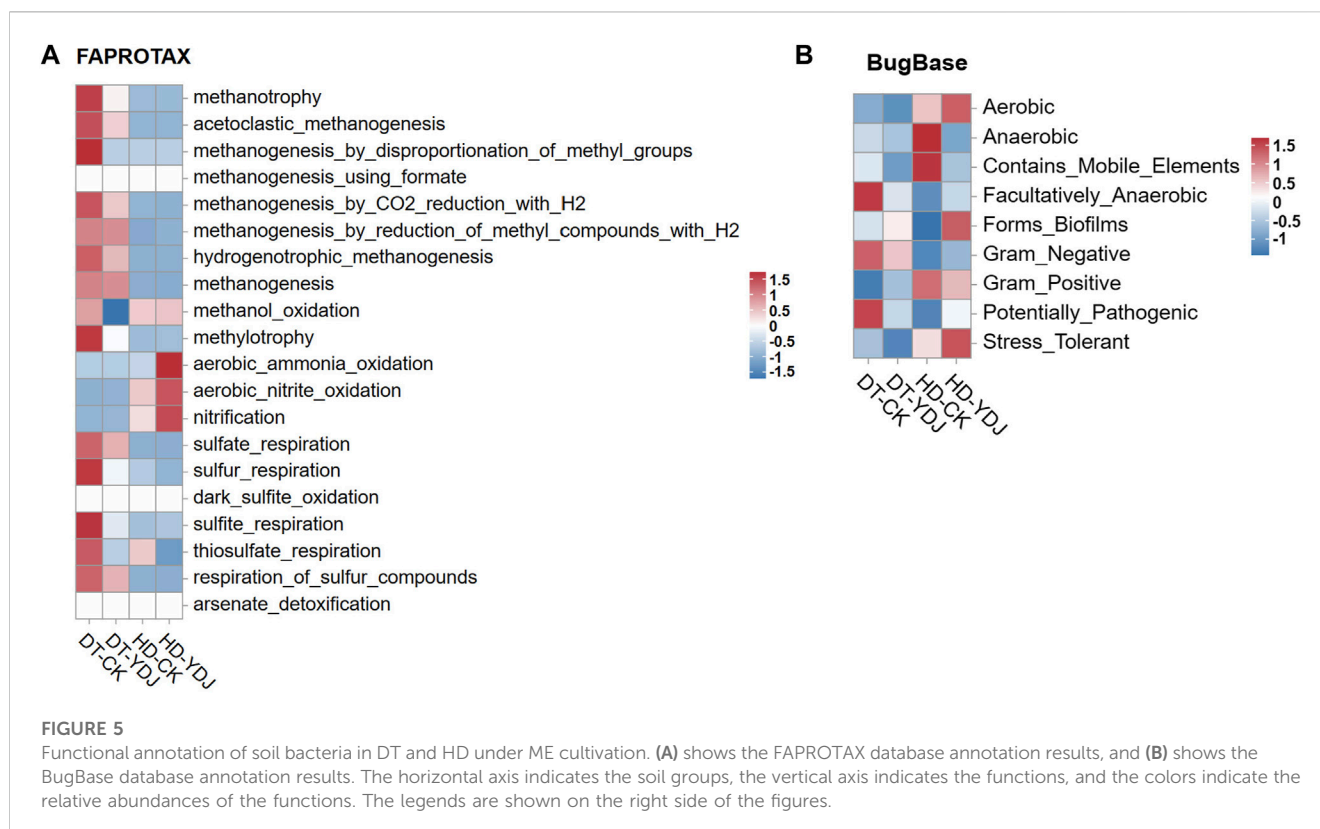 A FAPROTAX
methanotrophy
acetoclastic_methanogenesis
methanogenesis_by_disproportionation_of_methyl_groups
methanogenesis_using_formate
methanogenesis_by_CO2_reduction_with_H2
methanogenesis_by_reduction_of_methyl_compounds_with_H2
hydrogenotrophic_methanogenesis
methanogenesis
methanol_oxidation
methylotrophy
aerobic_ammonia_oxidation
aerobic_nitrite_oxidation
nitrification
sulfate_respiration
sulfur_respiration
dark_sulfite_oxidation
sulfite_respiration
thiosulfate_respiration
respiration_of_sulfur_compounds
arsenate_detoxification
DT-CK
DT-YDJ
HD-CK
HD-YDJ
1.5
1
0.5
0
-0.5
-1
-1.5
B BugBase
Aerobic
Anaerobic
Contains_Mobile_Elements
Facultatively_Anaerobic
Forms_Biofilms
Gram_Negative
Gram_Positive
Potentially_Pathogenic
Stress_Tolerant
DT-CK
DT-YDJ
HD-CK
HD-YDJ
1.5
1
0.5
0
-0.5
-1
FIGURE 5
Functional annotation of soil bacteria in DT and HD under ME cultivation. (A) shows the FAPROTAX database annotation results, and (B) shows the
BugBase database annotation results. The horizontal axis indicates the soil groups, the vertical axis indicates the functions, and the colors indicate the
relative abundances of the functions. The legends are shown on the right side of the figures.